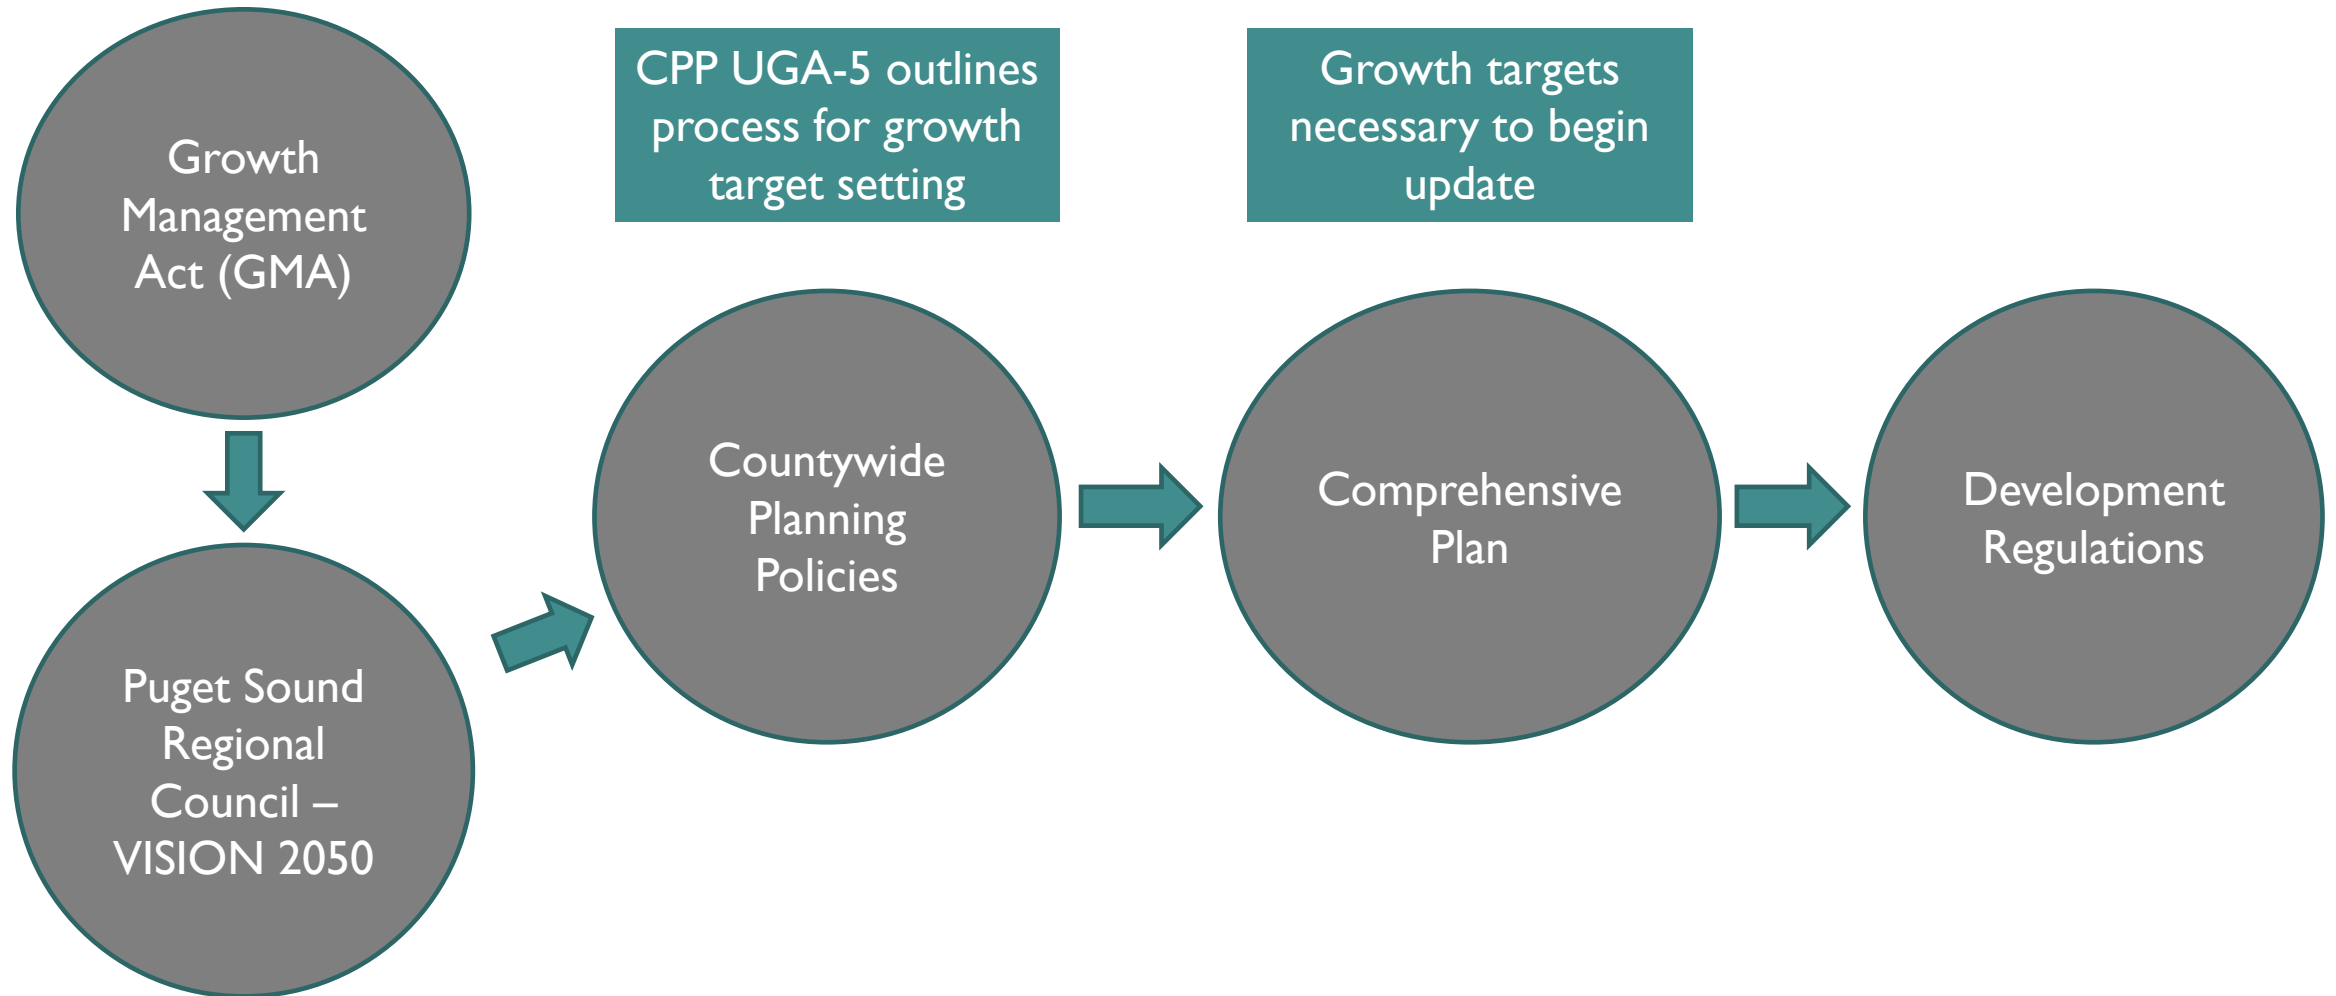 Growth
Management
Act (GMA)
Puget Sound
Regional
Council –
VISION 2050
CPP UGA-5 outlines
process for growth
target setting
Countywide
Planning
Policies
Growth targets
necessary to begin
update
Comprehensive
Plan
Development
Regulations